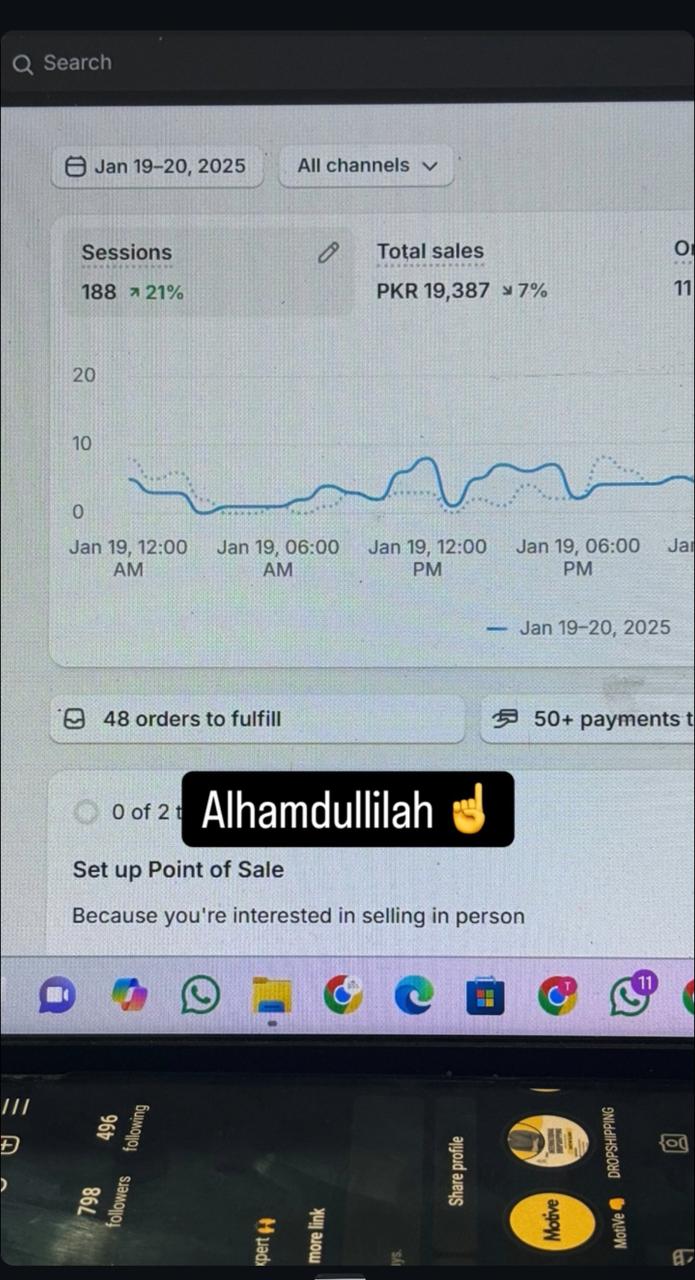 Search
Jan 19–20, 2025
All channels
Sessions
188 ↗ 21%
Total sales
PKR 19,387 ↘ 7%
11
20
10
0
Jan 19, 12:00 AM
Jan 19, 06:00 AM
Jan 19, 12:00 PM
Jan 19, 06:00 PM
Jan 19–20, 2025
48 orders to fulfill
50+ payments t
0 of 2 t
Alhamdullilah ☝️
Set up Point of Sale
Because you're interested in selling in person
T
11
798
followers
496
following
more link
Share profile
Motive
MotiVe
DROPSHIPPING